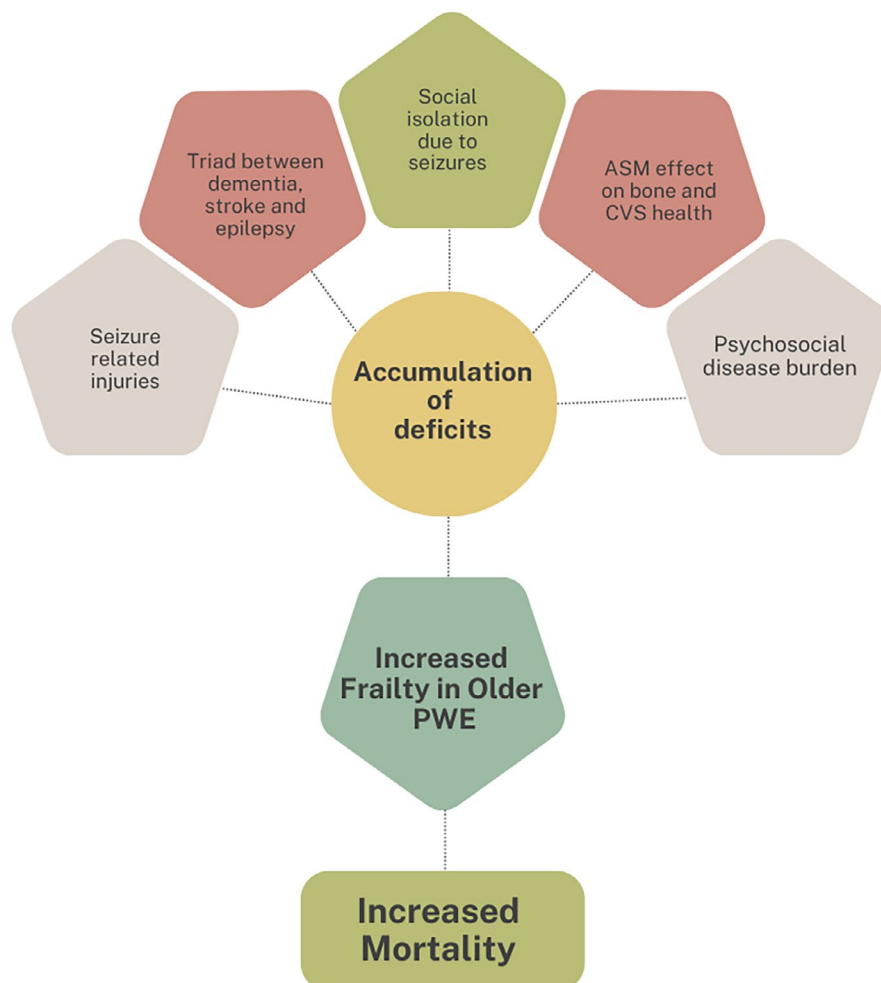 Social
isolation
due to
seizures
Triad between
dementia,
stroke and
epilepsy
ASM effect
on bone and
CVS health
Seizure
related
injuries
Psychosocial
disease burden
Accumulation
of
deficits
Increased
Frailty in Older
PWE
Increased
Mortality